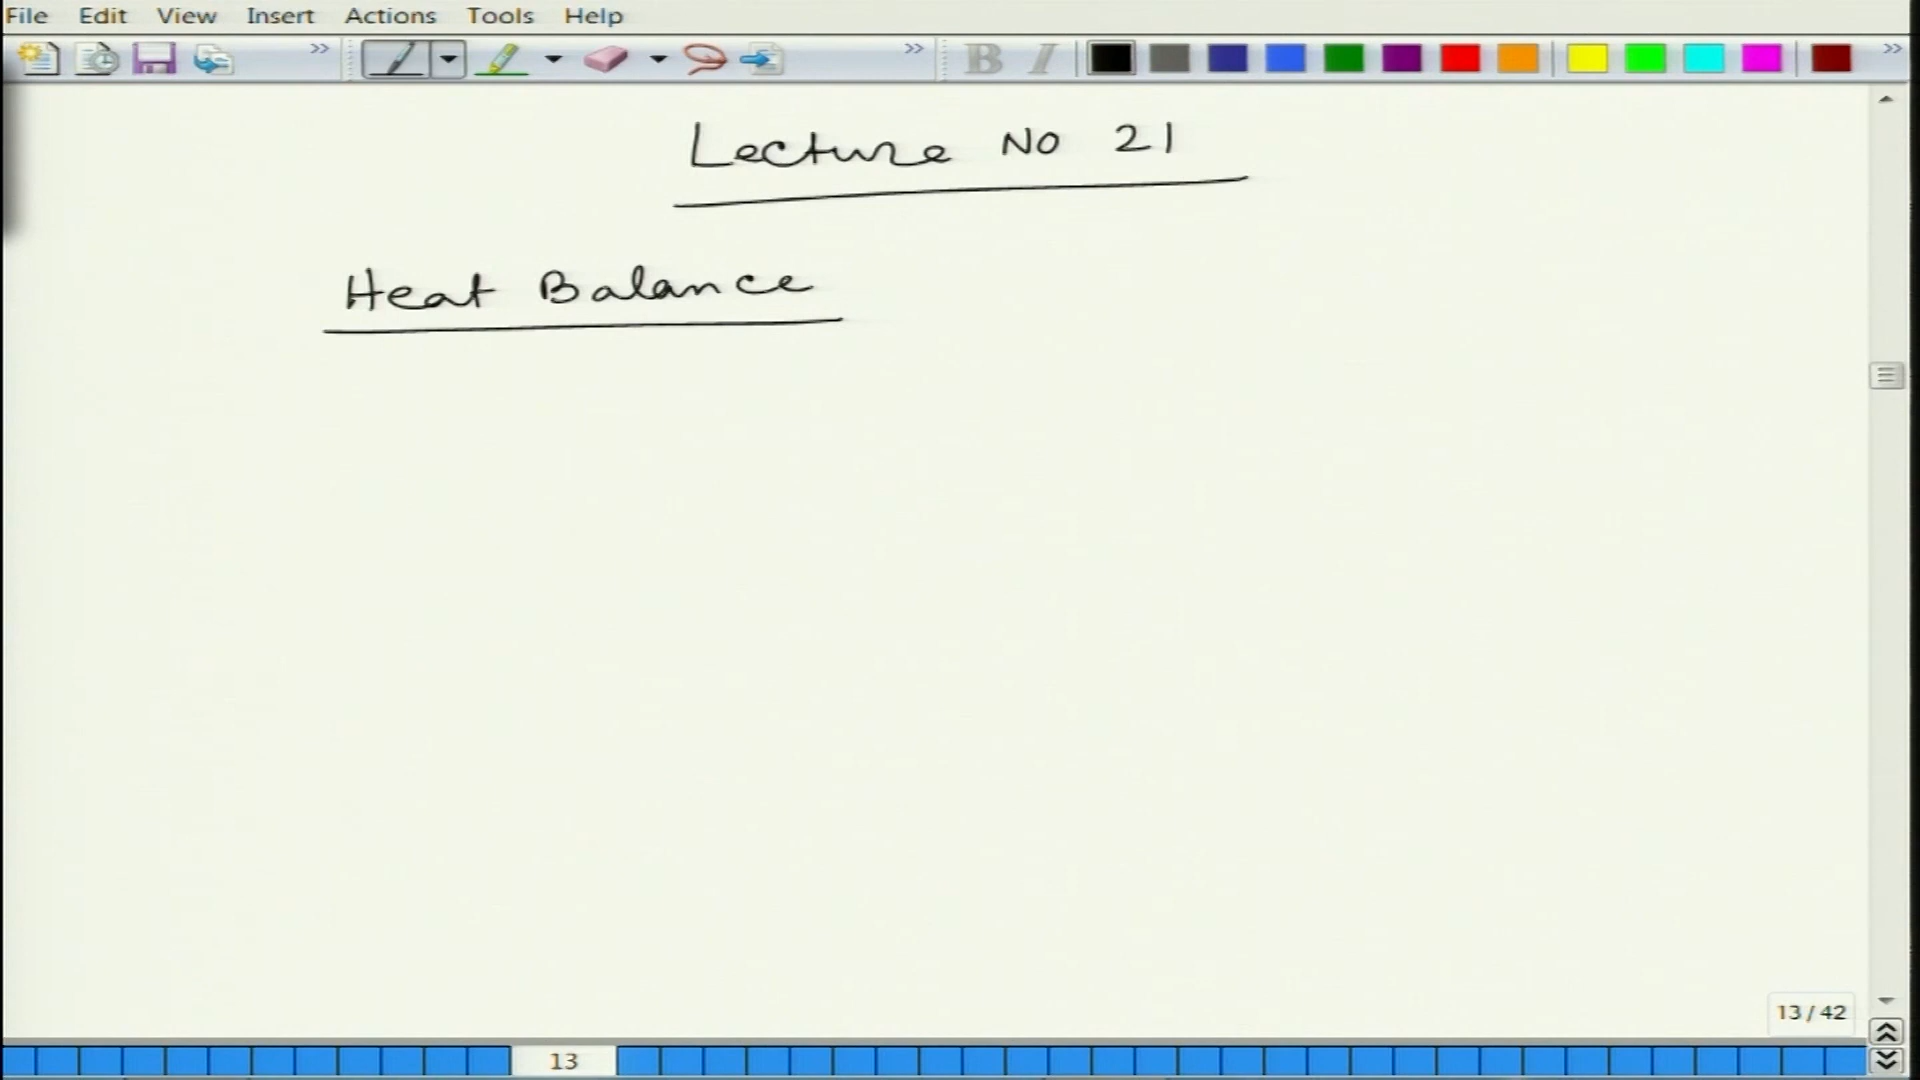 File Edit View Insert Actions Tools Help
B I
Lecture No 21
Heat Balance
13 / 42
13